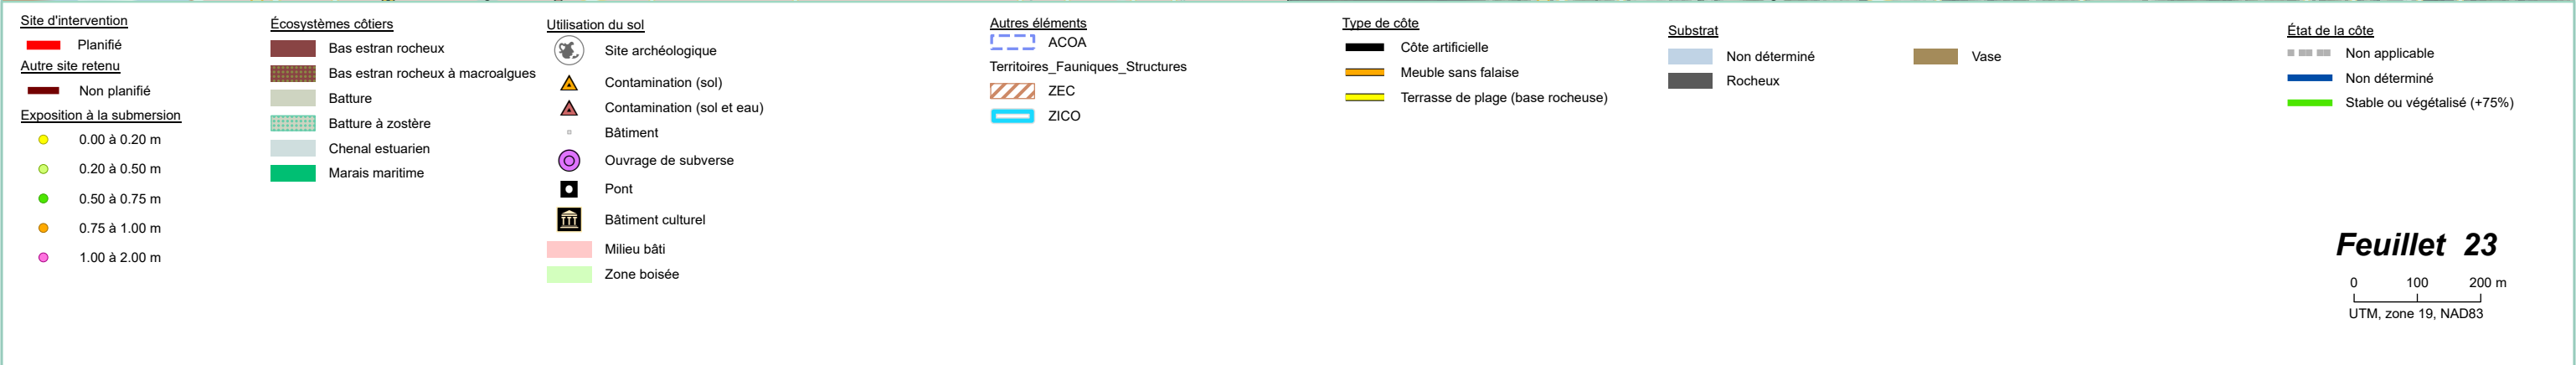 Site d'intervention
Planifié
Autre site retenu
Non planifié
Exposition à la submersion
0.00 à 0.20 m
0.20 à 0.50 m
0.50 à 0.75 m
0.75 à 1.00 m
1.00 à 2.00 m
Écosystèmes côtiers
Bas estran rocheux
Bas estran rocheux à macroalgues
Batture
Batture à zostère
Chenal estuarien
Marais maritime
Utilisation du sol
Site archéologique
Contamination (sol)
Contamination (sol et eau)
Bâtiment
Ouvrage de subverse
Pont
Bâtiment culturel
Milieu bâti
Zone boisée
Autres éléments
ACOA
Territoires_Fauniques_Structures
ZEC
ZICO
Type de côte
Côte artificielle
Meuble sans falaise
Terrasse de plage (base rocheuse)
Substrat
Non déterminé
Rocheux
Vase
État de la côte
Non applicable
Non déterminé
Stable ou végétalisé (+75%)
Feuillet 23
0 100 200 m
UTM, zone 19, NAD83